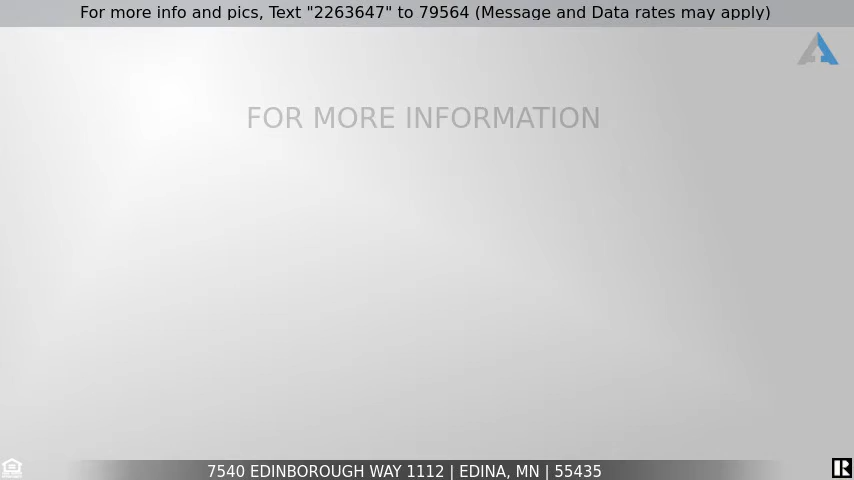 For more info and pics, Text "2263647" to 79564 (Message and Data rates may apply)
FOR MORE INFORMATION
7540 EDINBOROUGH WAY 1112 | EDINA, MN | 55435